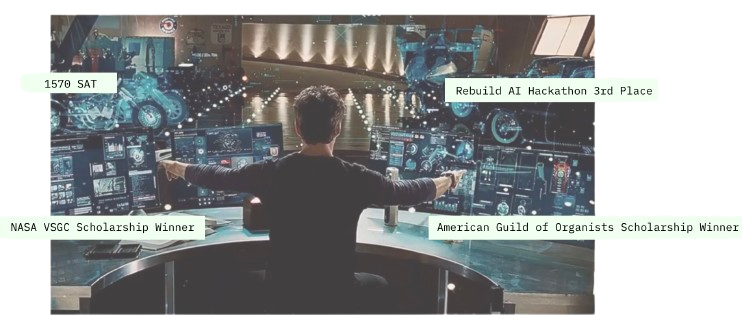 1570 SAT
Rebuild AI Hackathon 3rd Place
NASA VSGC Scholarship Winner
American Guild of Organists Scholarship Winner